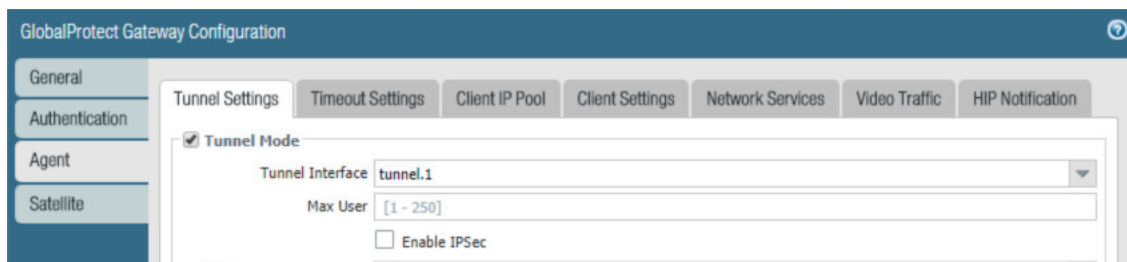 GlobalProtect Gateway Configuration
General
Authentication
Agent
Satellite
Tunnel Settings Timeout Settings Client IP Pool Client Settings Network Services Video Traffic HIP Notification
Tunnel Mode
Tunnel Interface tunnel.1
Max User [1 - 250]
Enable IPSec